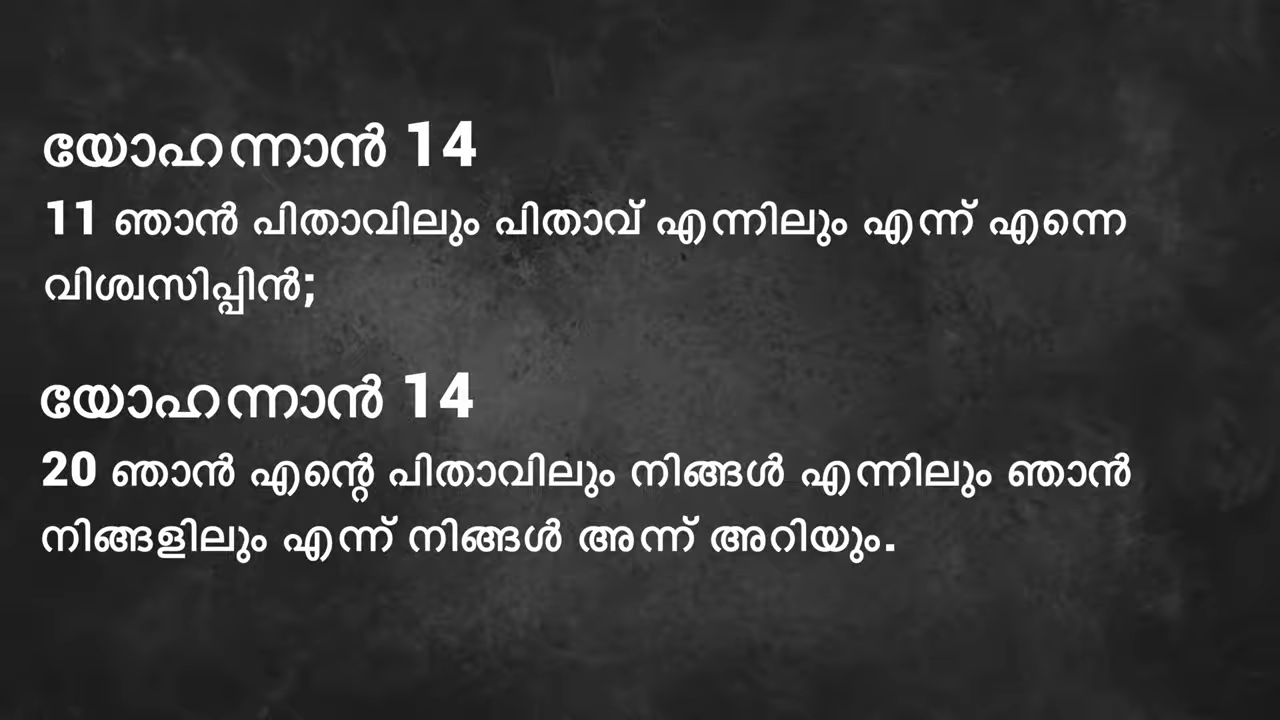 യോഹന്നാൻ 14
11 ഞാൻ പിതാവിലും പിതാവ് എന്നിലും എന്ന് എന്നെ
വിശ്വസിപ്പിൻ;
യോഹന്നാൻ 14
20 ഞാൻ എന്റെ പിതാവിലും നിങ്ങൾ എന്നിലും ഞാൻ
നിങ്ങളിലും എന്ന് നിങ്ങൾ അന്ന് അറിയും.